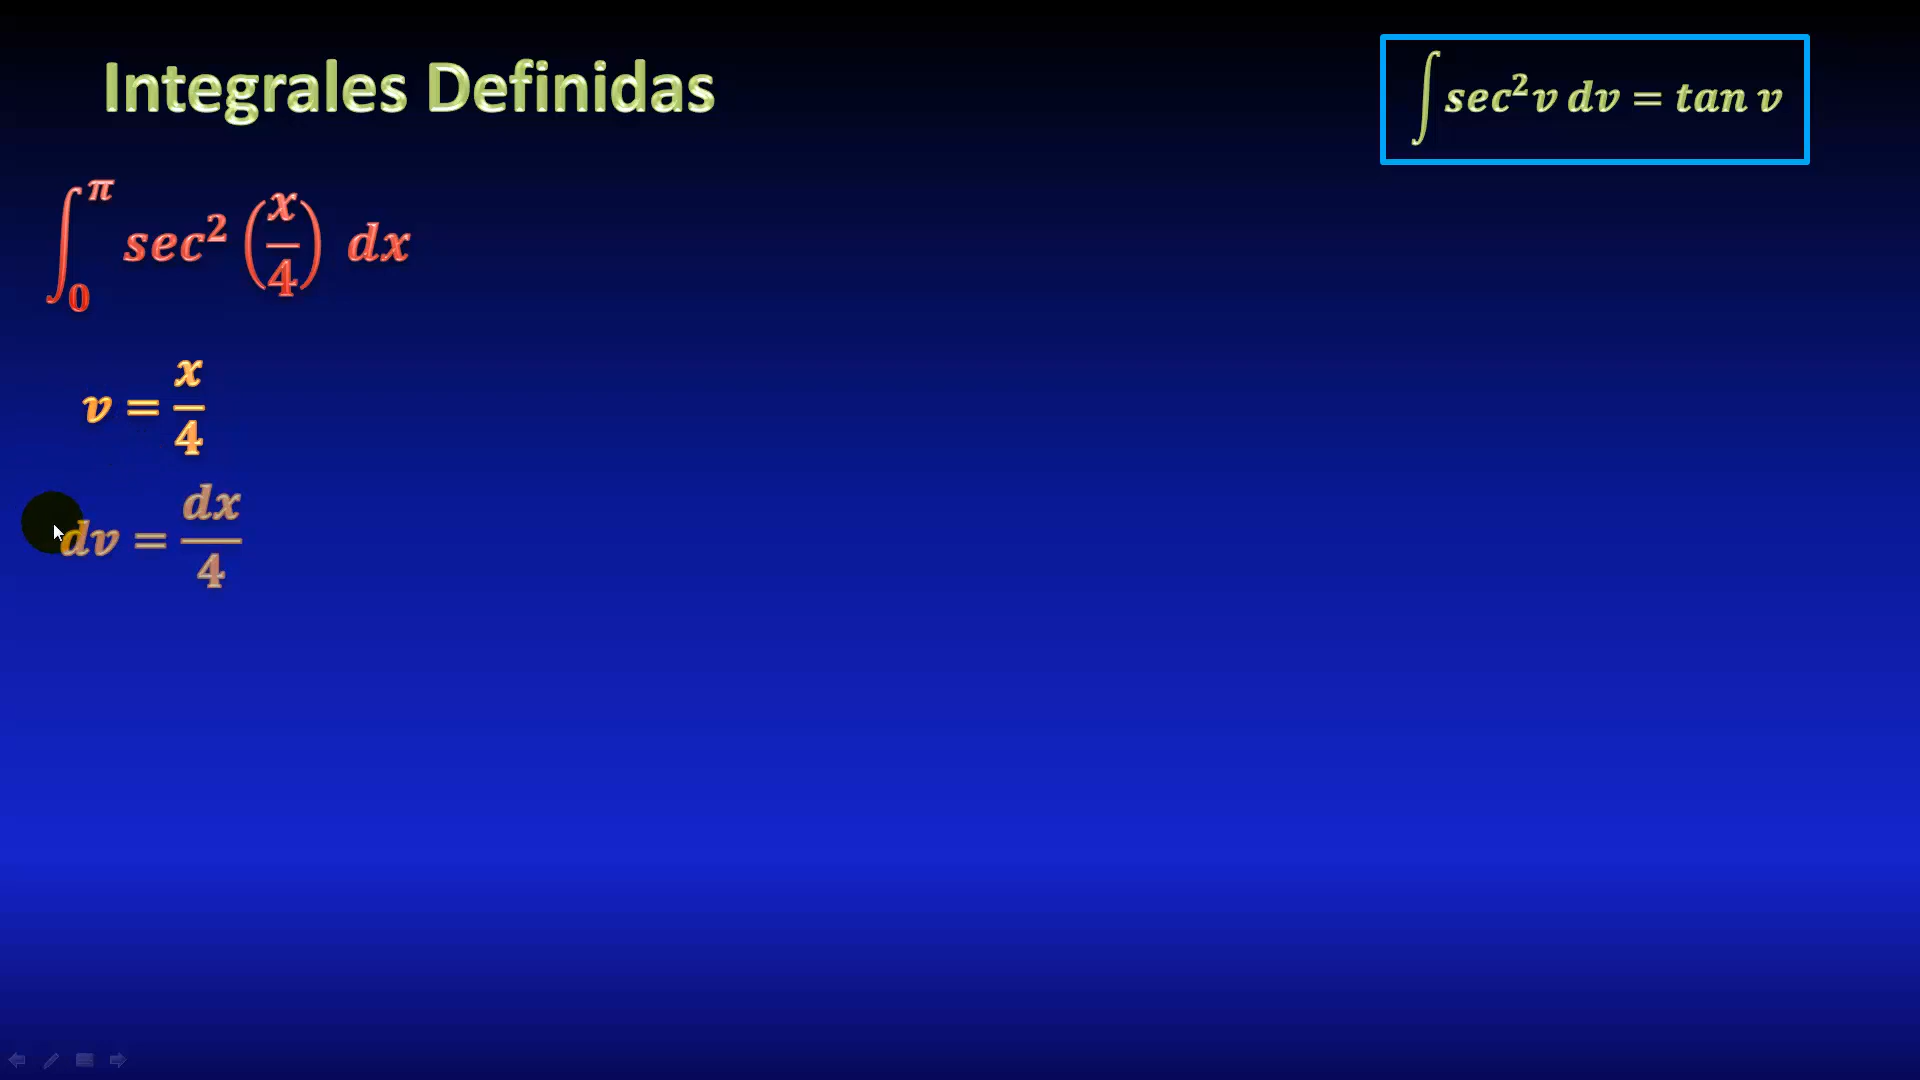 Integrales Definidas
∫ sec²v dv = tan v
∫₀^π sec² (x/4) dx
v = x/4
dv = dx/4